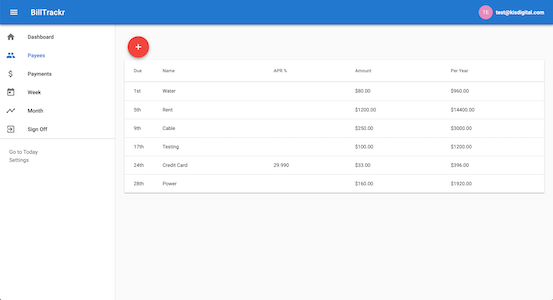 BillTrackr
TE test@kisdigital.com
Dashboard
Payees
Payments
Week
Month
Sign Off
Go to Today
Settings
+
Due Name APR % Amount Per Year
1st Water $80.00 $960.00
5th Rent $1200.00 $14400.00
9th Cable $250.00 $3000.00
17th Testing $100.00 $1200.00
24th Credit Card 29.990 $33.00 $396.00
28th Power $160.00 $1920.00